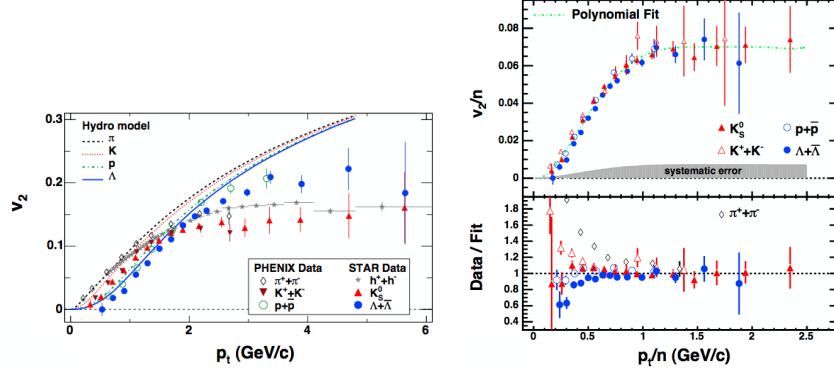 0.3
0.2
0.1
0
v2
Hydro model
π
K
p
Λ
PHENIX Data
π++π-
K++K-
p+p̅
STAR Data
h++h-
K0S
Λ+Λ̅
0 2 4 6
pt (GeV/c)
0.08
0.06
0.04
0.02
0
v2/n
Polynomial Fit
K0S
K++K-
p+p̅
Λ+Λ̅
systematic error
1.8
1.6
1.4
1.2
1.0
0.8
0.6
0.4
Data / Fit
π++π-
0 0.5 1 1.5 2 2.5
pt/n (GeV/c)